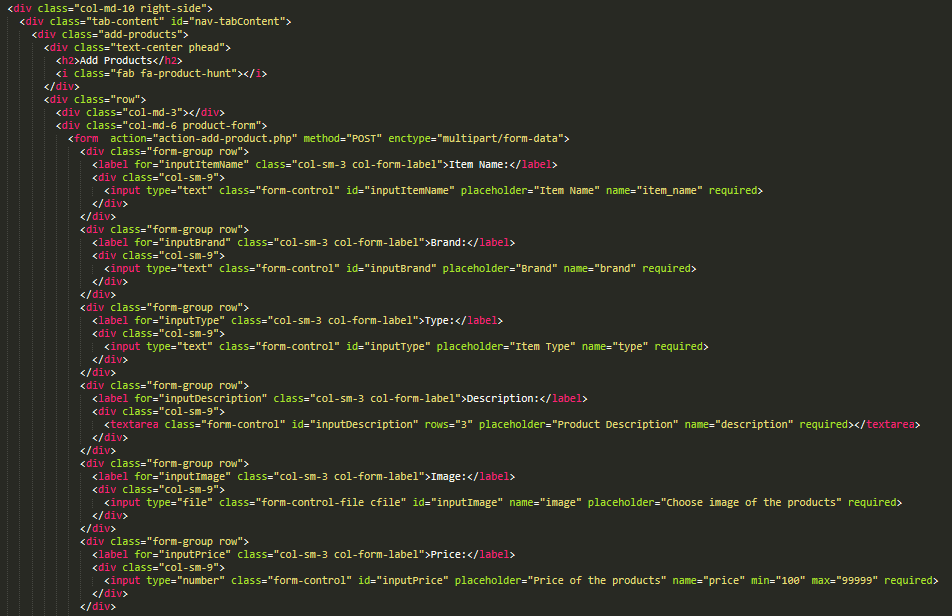 <div class="col-md-10 right-side">
<div class="tab-content" id="nav-tabContent">
<div class="add-products">
<div class="text-center phead">
<h2>Add Products</h2>
<i class="fab fa-product-hunt"></i>
</div>
<div class="row">
<div class="col-md-3"></div>
<div class="col-md-6 product-form">
<form  action="action-add-product.php" method="POST" enctype="multipart/form-data">
<div class="form-group row">
<label for="inputItemName" class="col-sm-3 col-form-label">Item Name:</label>
<div class="col-sm-9">
<input type="text" class="form-control" id="inputItemName" placeholder="Item Name" name="item_name" required>
</div>
</div>
<div class="form-group row">
<label for="inputBrand" class="col-sm-3 col-form-label">Brand:</label>
<div class="col-sm-9">
<input type="text" class="form-control" id="inputBrand" placeholder="Brand" name="brand" required>
</div>
</div>
<div class="form-group row">
<label for="inputType" class="col-sm-3 col-form-label">Type:</label>
<div class="col-sm-9">
<input type="text" class="form-control" id="inputType" placeholder="Item Type" name="type" required>
</div>
</div>
<div class="form-group row">
<label for="inputDescription" class="col-sm-3 col-form-label">Description:</label>
<div class="col-sm-9">
<textarea class="form-control" id="inputDescription" rows="3" placeholder="Product Description" name="description" required></textarea>
</div>
</div>
<div class="form-group row">
<label for="inputImage" class="col-sm-3 col-form-label">Image:</label>
<div class="col-sm-9">
<input type="file" class="form-control-file cfile" id="inputImage" name="image" placeholder="Choose image of the products" required>
</div>
</div>
<div class="form-group row">
<label for="inputPrice" class="col-sm-3 col-form-label">Price:</label>
<div class="col-sm-9">
<input type="number" class="form-control" id="inputPrice" placeholder="Price of the products" name="price" min="100" max="99999" required>
</div>
</div>